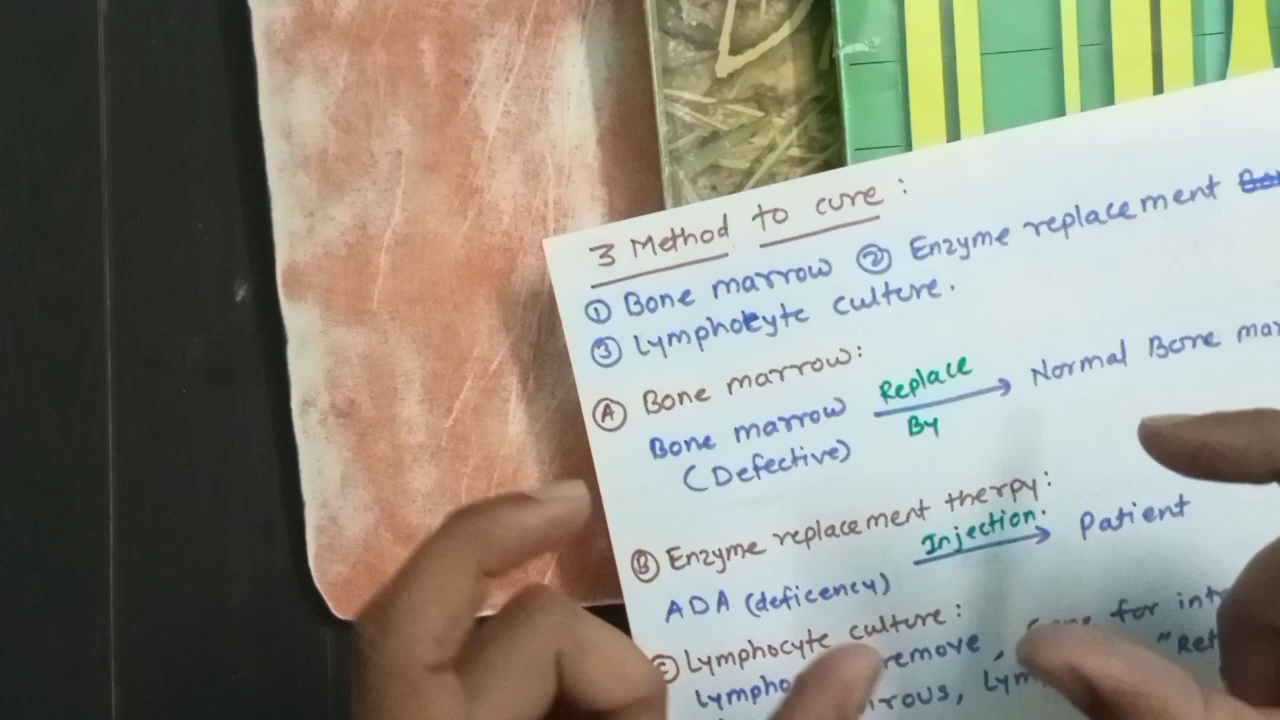 3 Method to cure :
① Bone marrow ② Enzyme replacement
③ Lymphocyte culture.
Ⓐ Bone marrow:
Bone marrow Replace By → Normal Bone
(Defective)
Ⓑ Enzyme replacement therpy:
ADA (deficency) Injection. → Patient
Ⓒ Lymphocyte culture :
remove, for